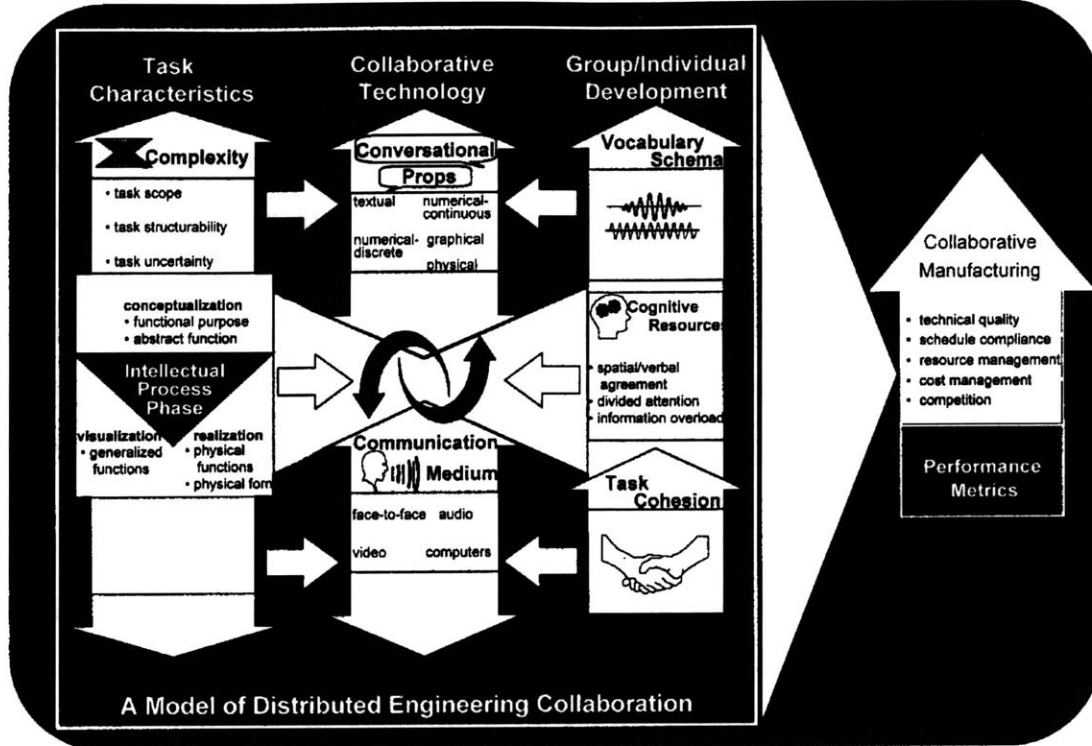 Task
Characteristics
Complexity
• task scope
• task structurability
• task uncertainty
conceptualization
• functional purpose
• abstract function
Intellectual
Process
Phase
visualization
• generalized
functions
realization
• physical
functions
• physical form
Collaborative
Technology
Conversational
Props
textual
numerical-
continuous
numerical-
discrete
graphical
physical
Communication
Medium
face-to-face
audio
video
computers
Group/Individual
Development
Vocabulary
Schema
Cognitive
Resources
• spatial/verbal
agreement
• divided attention
• information overload
Task
Cohesion
A Model of Distributed Engineering Collaboration
Collaborative
Manufacturing
• technical quality
• schedule compliance
• resource management
• cost management
• competition
Performance
Metrics